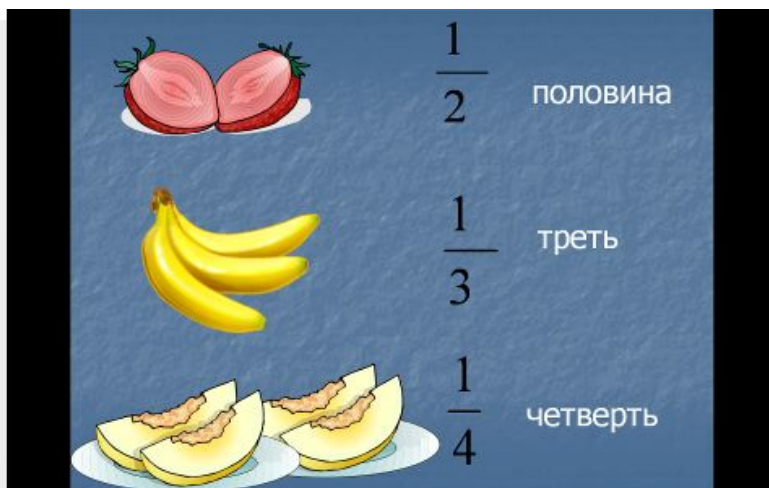 1/2 половина
1/3 треть
1/4 четверть